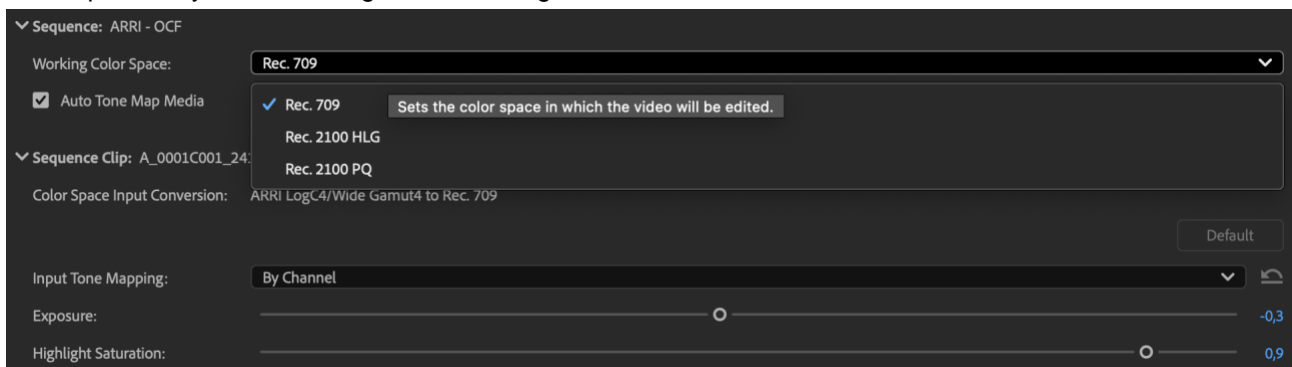 Sequence: ARRI - OCF
Working Color Space: Rec. 709
Auto Tone Map Media
Rec. 709
Sets the color space in which the video will be edited.
Rec. 2100 HLG
Sequence Clip: A_0001C001_24
Rec. 2100 PQ
Color Space Input Conversion: ARRI LogC4/Wide Gamut4 to Rec. 709
Default
Input Tone Mapping: By Channel
Exposure: -0,3
Highlight Saturation: 0,9